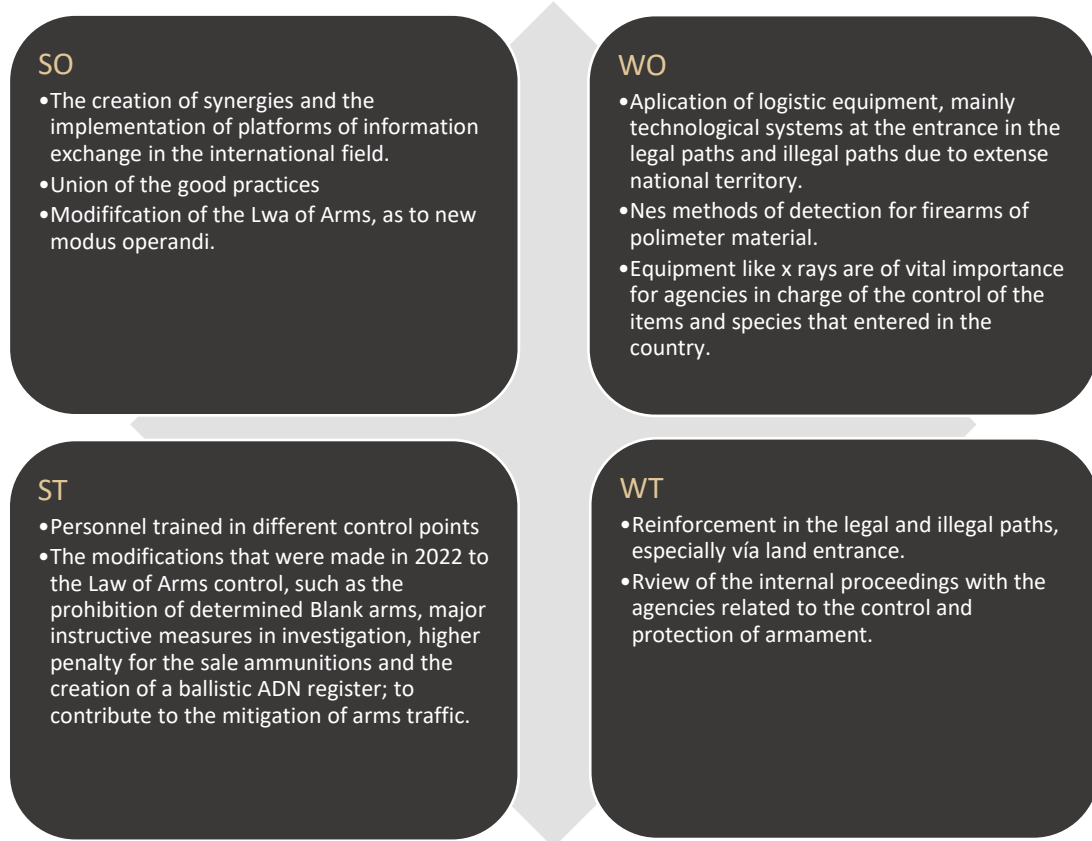 SO
•The creation of synergies and the
implementation of platforms of information
exchange in the international field.
•Union of the good practices
•Modififcation of the Lwa of Arms, as to new
modus operandi.
WO
•Aplication of logistic equipment, mainly
technological systems at the entrance in the
legal paths and illegal paths due to extense
national territory.
•Nes methods of detection for firearms of
polimeter material.
•Equipment like x rays are of vital importance
for agencies in charge of the control of the
items and species that entered in the
country.
ST
•Personnel trained in different control points
•The modifications that were made in 2022 to
the Law of Arms control, such as the
prohibition of determined Blank arms, major
instructive measures in investigation, higher
penalty for the sale ammunitions and the
creation of a ballistic ADN register; to
contribute to the mitigation of arms traffic.
WT
•Reinforcement in the legal and illegal paths,
especially vía land entrance.
•Rview of the internal proceedings with the
agencies related to the control and
protection of armament.